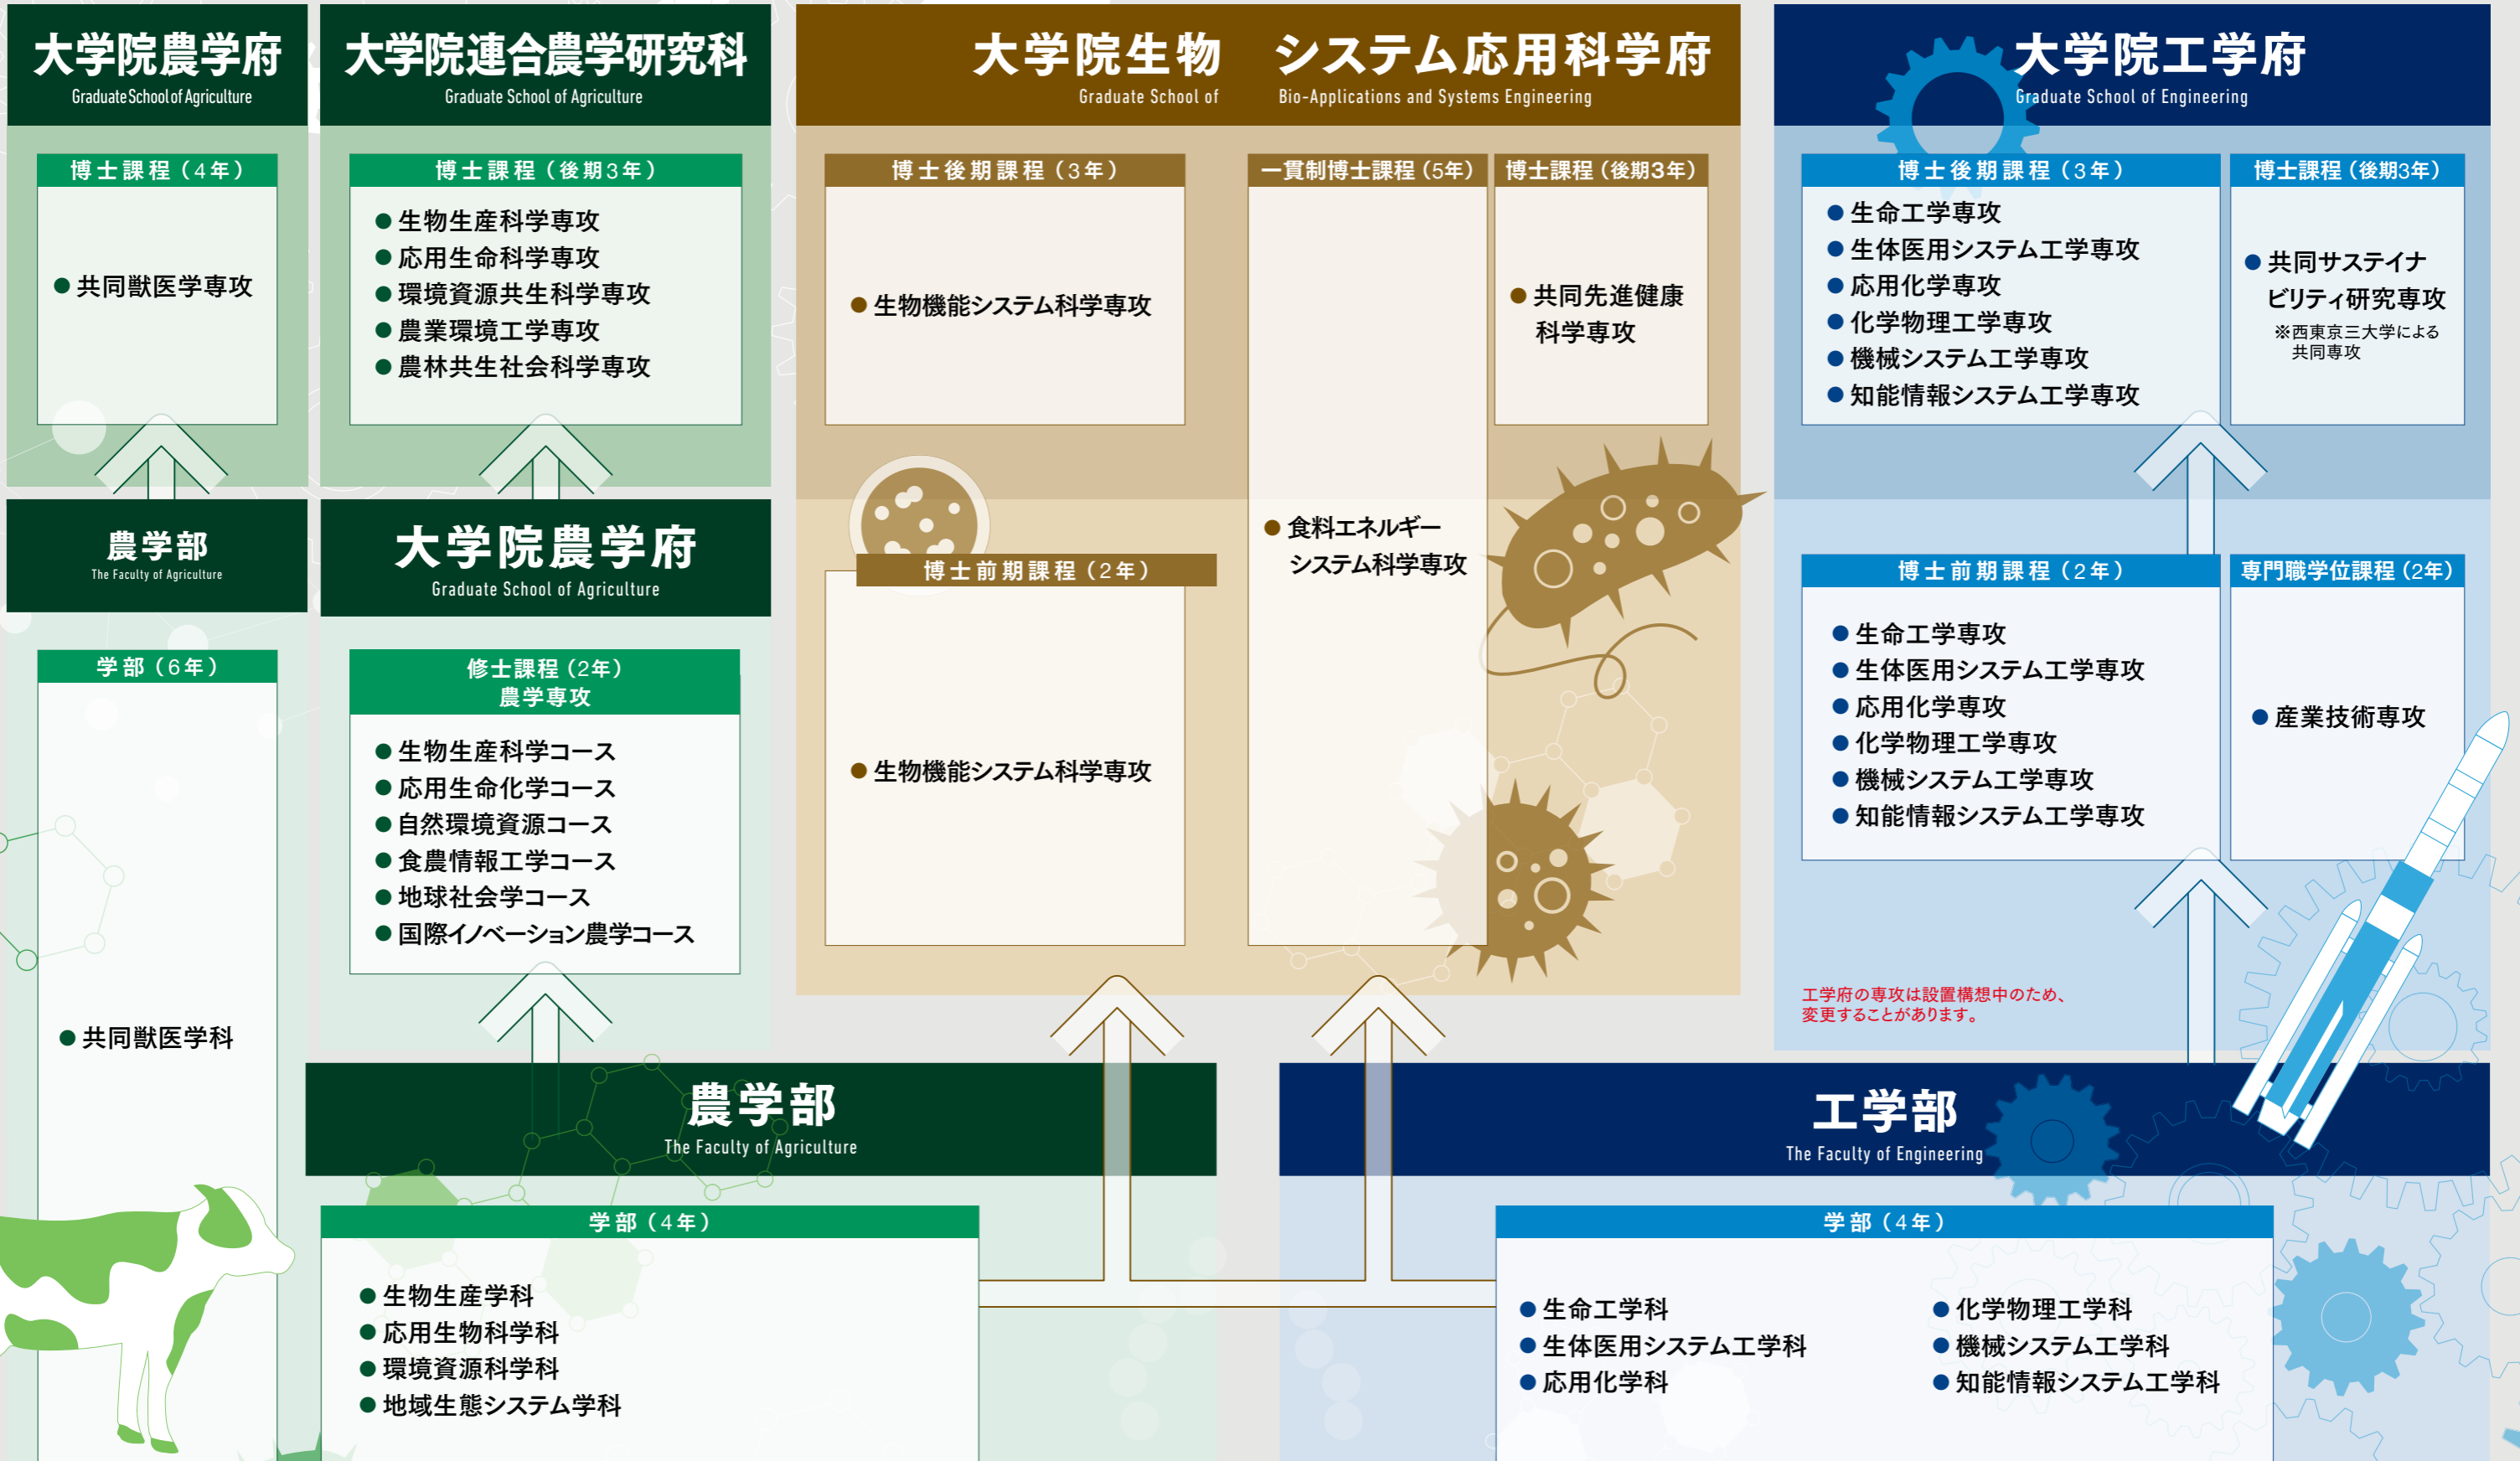 大学院農学府
Graduate School of Agriculture
博士課程（4年）
●共同獣医学専攻
農学部
The Faculty of Agriculture
学部（6年）
●共同獣医学科
大学院連合農学研究科
Graduate School of Agriculture
博士課程（後期3年）
●生物生産科学専攻
●応用生命科学専攻
●環境資源共生科学専攻
●農業環境工学専攻
●農林共生社会科学専攻
大学院農学府
Graduate School of Agriculture
修士課程（2年）
農学専攻
●生物生産科学コース
●応用生命化学コース
●自然環境資源コース
●食農情報工学コース
●地球社会学コース
●国際イノベーション農学コース
大学院生物 システム応用科学府
Graduate School of Bio-Applications and Systems Engineering
博士後期課程（3年）
●生物機能システム科学専攻
博士前期課程（2年）
●生物機能システム科学専攻
一貫制博士課程（5年）
●食料エネルギー
システム科学専攻
博士課程（後期3年）
●共同先進健康
科学専攻
大学院工学府
Graduate School of Engineering
博士後期課程（3年）
●生命工学専攻
●生体医用システム工学専攻
●応用化学専攻
●化学物理工学専攻
●機械システム工学専攻
●知能情報システム工学専攻
博士課程（後期3年）
●共同サステイナ
ビリティ研究専攻
※西東京三大学による
共同専攻
博士前期課程（2年）
●生命工学専攻
●生体医用システム工学専攻
●応用化学専攻
●化学物理工学専攻
●機械システム工学専攻
●知能情報システム工学専攻
専門職学位課程（2年）
●産業技術専攻
工学府の専攻は設置構想中のため、
変更することがあります。
農学部
The Faculty of Agriculture
学部（4年）
●生物生産学科
●応用生物科学科
●環境資源科学科
●地域生態システム学科
工学部
The Faculty of Engineering
学部（4年）
●生命工学科
●生体医用システム工学科
●応用化学科
●化学物理工学科
●機械システム工学科
●知能情報システム工学科